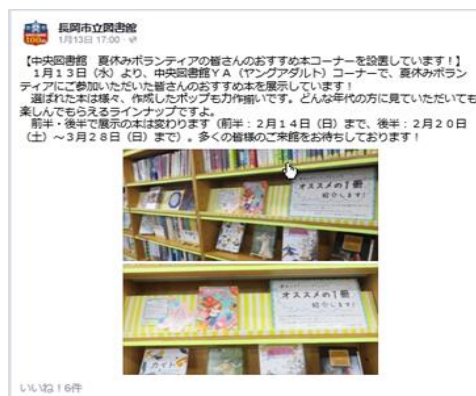 長岡市立図書館
1月13日 17:00
【中央図書館　夏休みボランティアの皆さんのおすすめ本コーナーを設置しています！】
　１月１３日（水）より、中央図書館ＹＡ（ヤングアダルト）コーナーで、夏休みボラン
ティアにご参加いただいた皆さんのおすすめ本を展示しています！
　選ばれた本は様々、作成したポップも力作揃いです。どんな年代の方に見ていただいても
楽しんでもらえるラインナップですよ。
　前半・後半で展示の本は変わります（前半：２月１４日（日）まで、後半：２月２０日
（土）～３月２８日（日）まで）。多くの皆様のご来館をお待ちしております！
オススメの1冊
紹介します！
オススメの1冊
紹介します！
カイト
いいね！6件